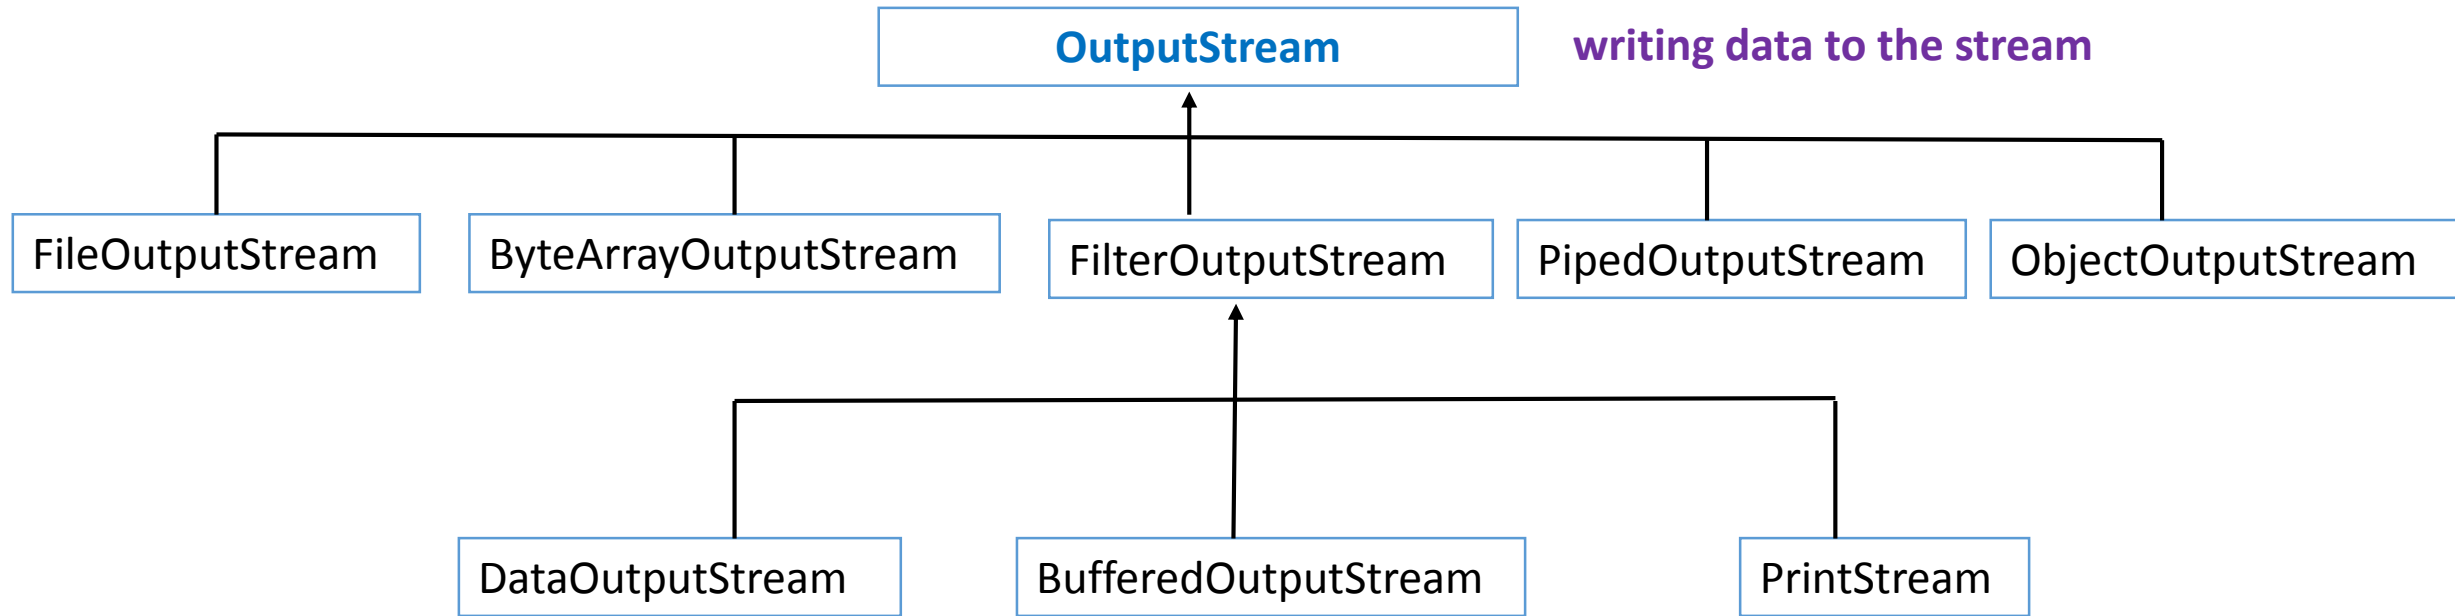 OutputStream
writing data to the stream
FileOutputStream
ByteArrayOutputStream
FilterOutputStream
PipedOutputStream
ObjectOutputStream
DataOutputStream
BufferedOutputStream
PrintStream